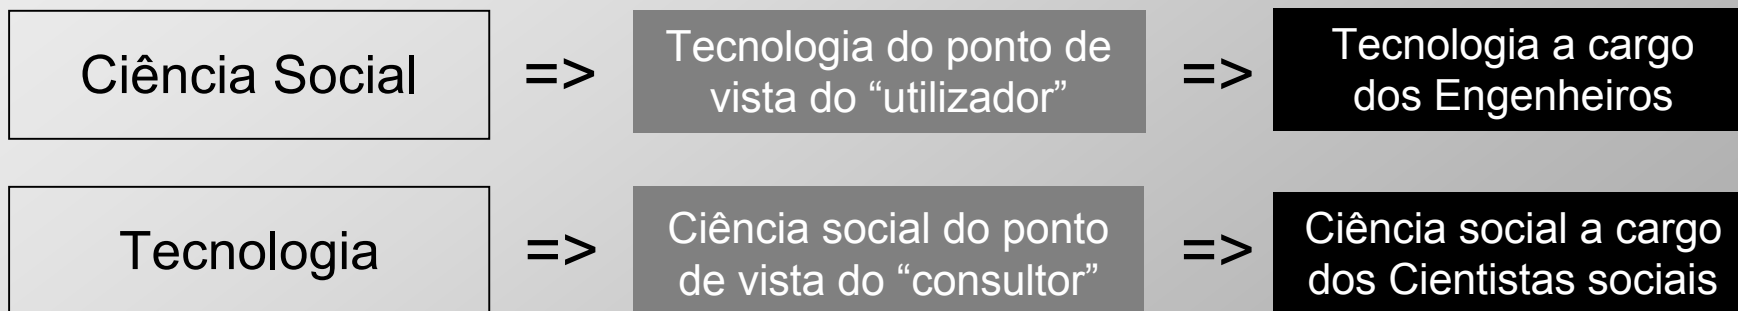 Ciência Social
=>
Tecnologia do ponto de
vista do “utilizador”
=>
Tecnologia a cargo
dos Engenheiros
Tecnologia
=>
Ciência social do ponto
de vista do “consultor”
=>
Ciência social a cargo
dos Cientistas sociais